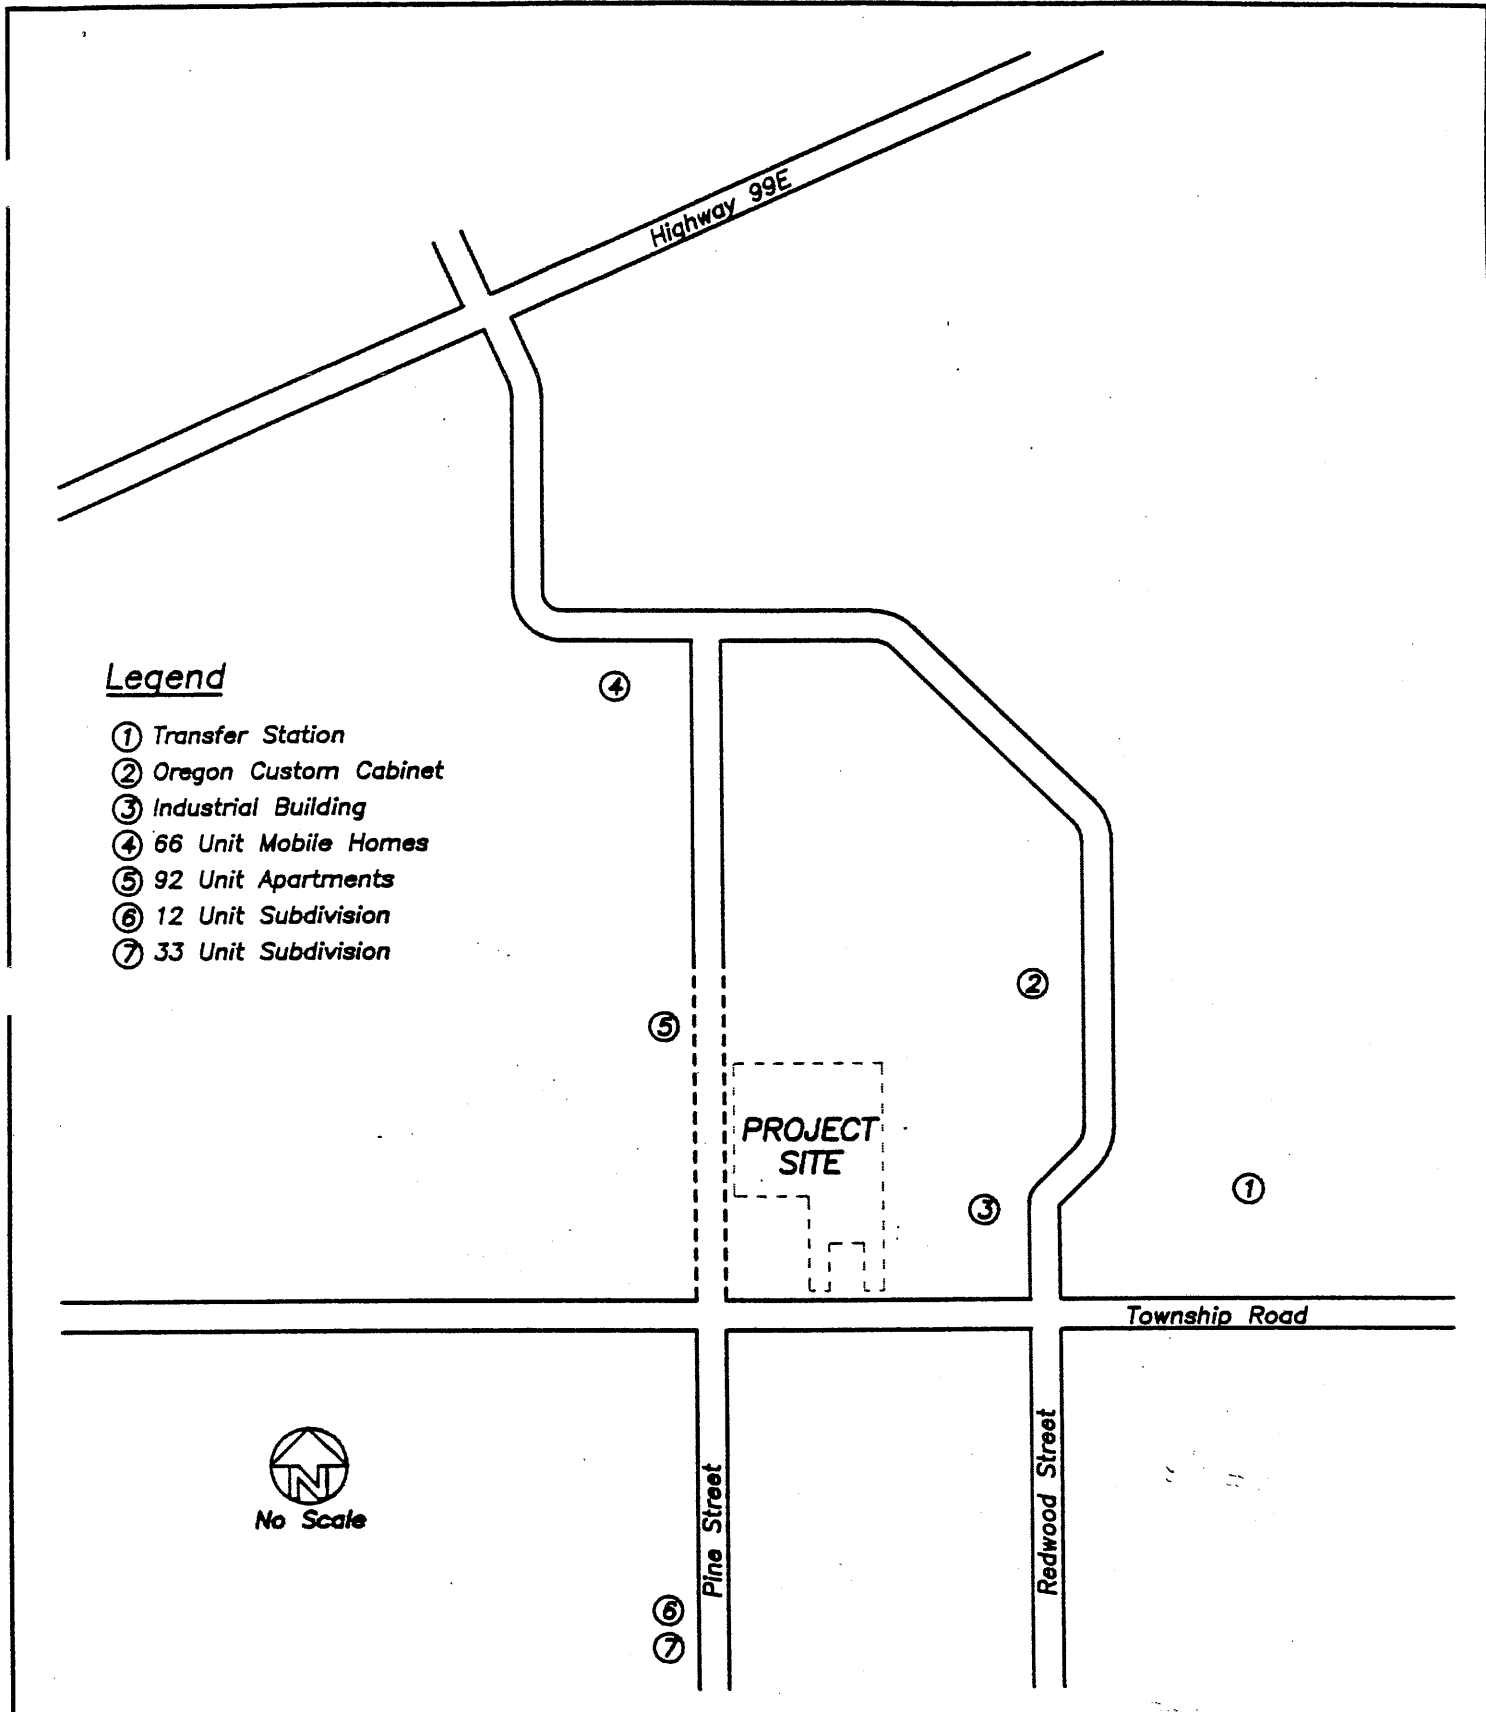 Highway 99E
Legend
① Transfer Station
② Oregon Custom Cabinet
③ Industrial Building
④ 66 Unit Mobile Homes
⑤ 92 Unit Apartments
⑥ 12 Unit Subdivision
⑦ 33 Unit Subdivision
④
②
⑤
PROJECT
SITE
①
③
Township Road
N
No Scale
Pine Street
Redwood Street
⑥
⑦